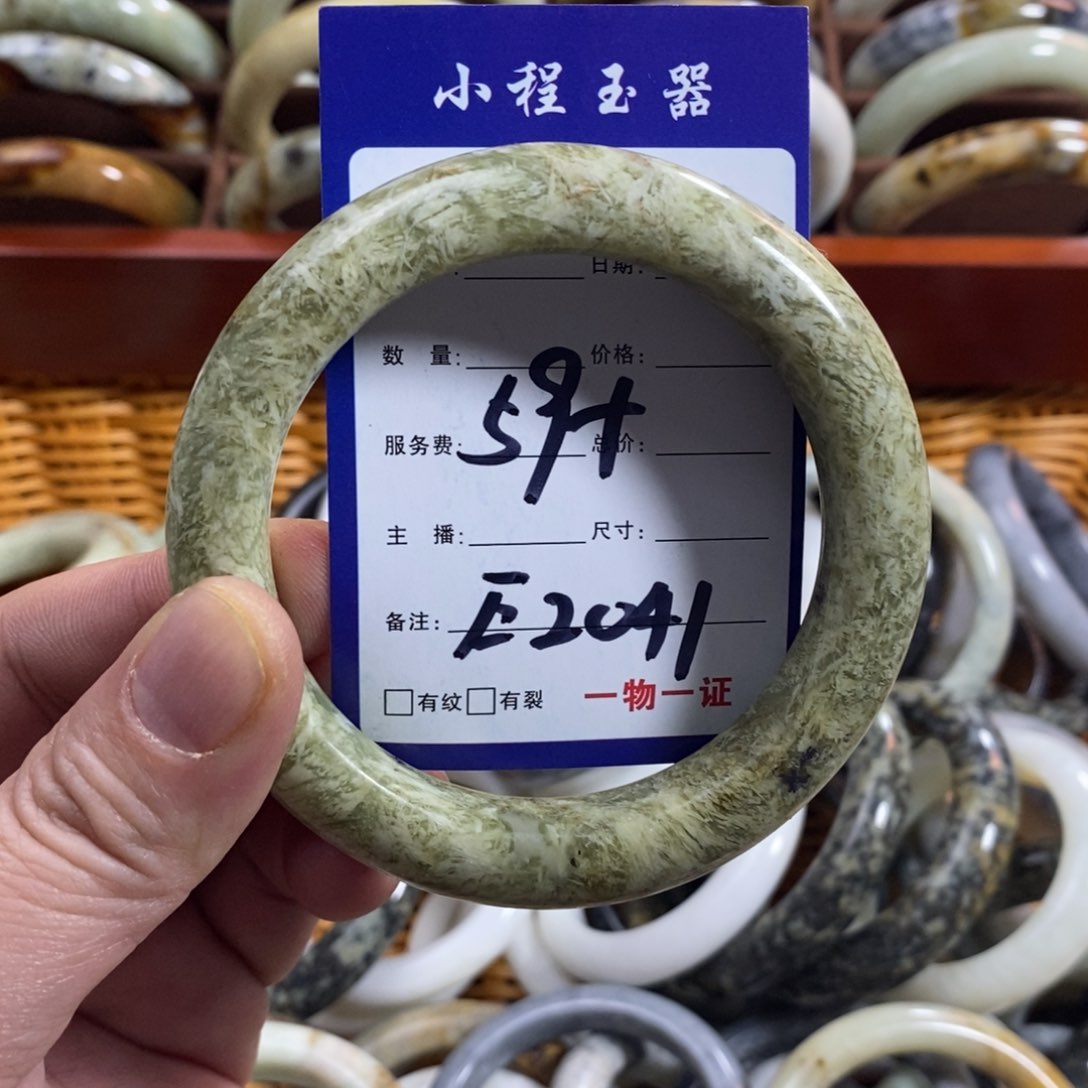 小程玉器
日期:
数 量: 价格:
59+
服务费: 总价:
主 播: 尺寸:
备注: E2041
□有纹□有裂 一物一证